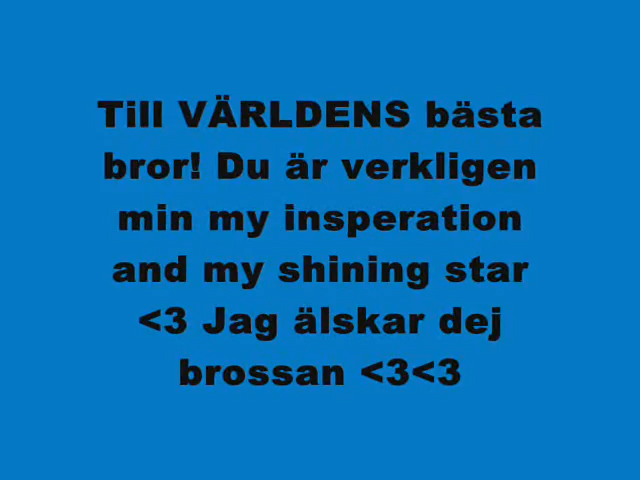 Till VÄRLDENS bästa
bror! Du är verkligen
min my insperation
and my shining star
<3 Jag älskar dej
brossan <3<3